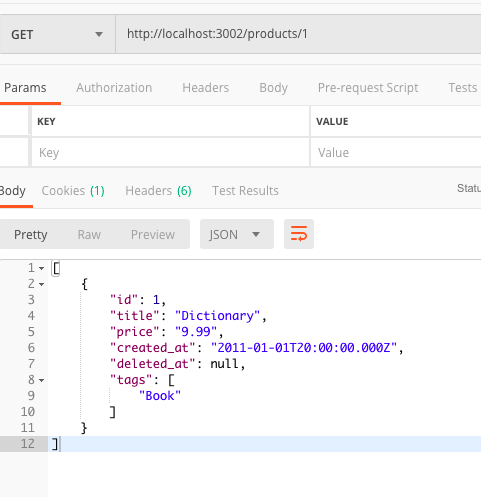 GET http://localhost:3002/products/1
Params Authorization Headers Body Pre-request Script Tests
KEY VALUE
Key Value
Body Cookies (1) Headers (6) Test Results Statu
Pretty Raw Preview JSON
1 [
2 {
3 "id": 1,
4 "title": "Dictionary",
5 "price": "9.99",
6 "created_at": "2011-01-01T20:00:00.000Z",
7 "deleted_at": null,
8 "tags": [
9 "Book"
10 ]
11 }
12 ]